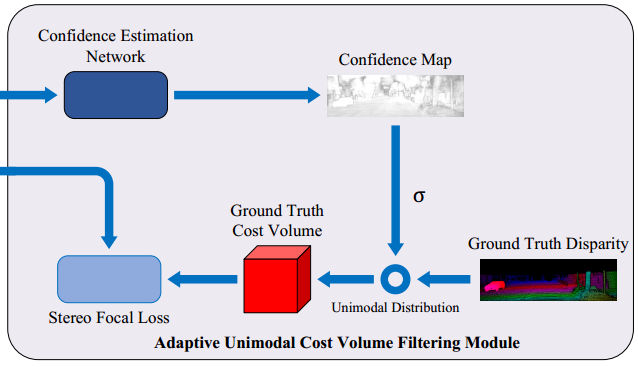 Confidence Estimation
Network
Confidence Map
σ
Ground Truth
Cost Volume
Ground Truth Disparity
Unimodal Distribution
Stereo Focal Loss
Adaptive Unimodal Cost Volume Filtering Module